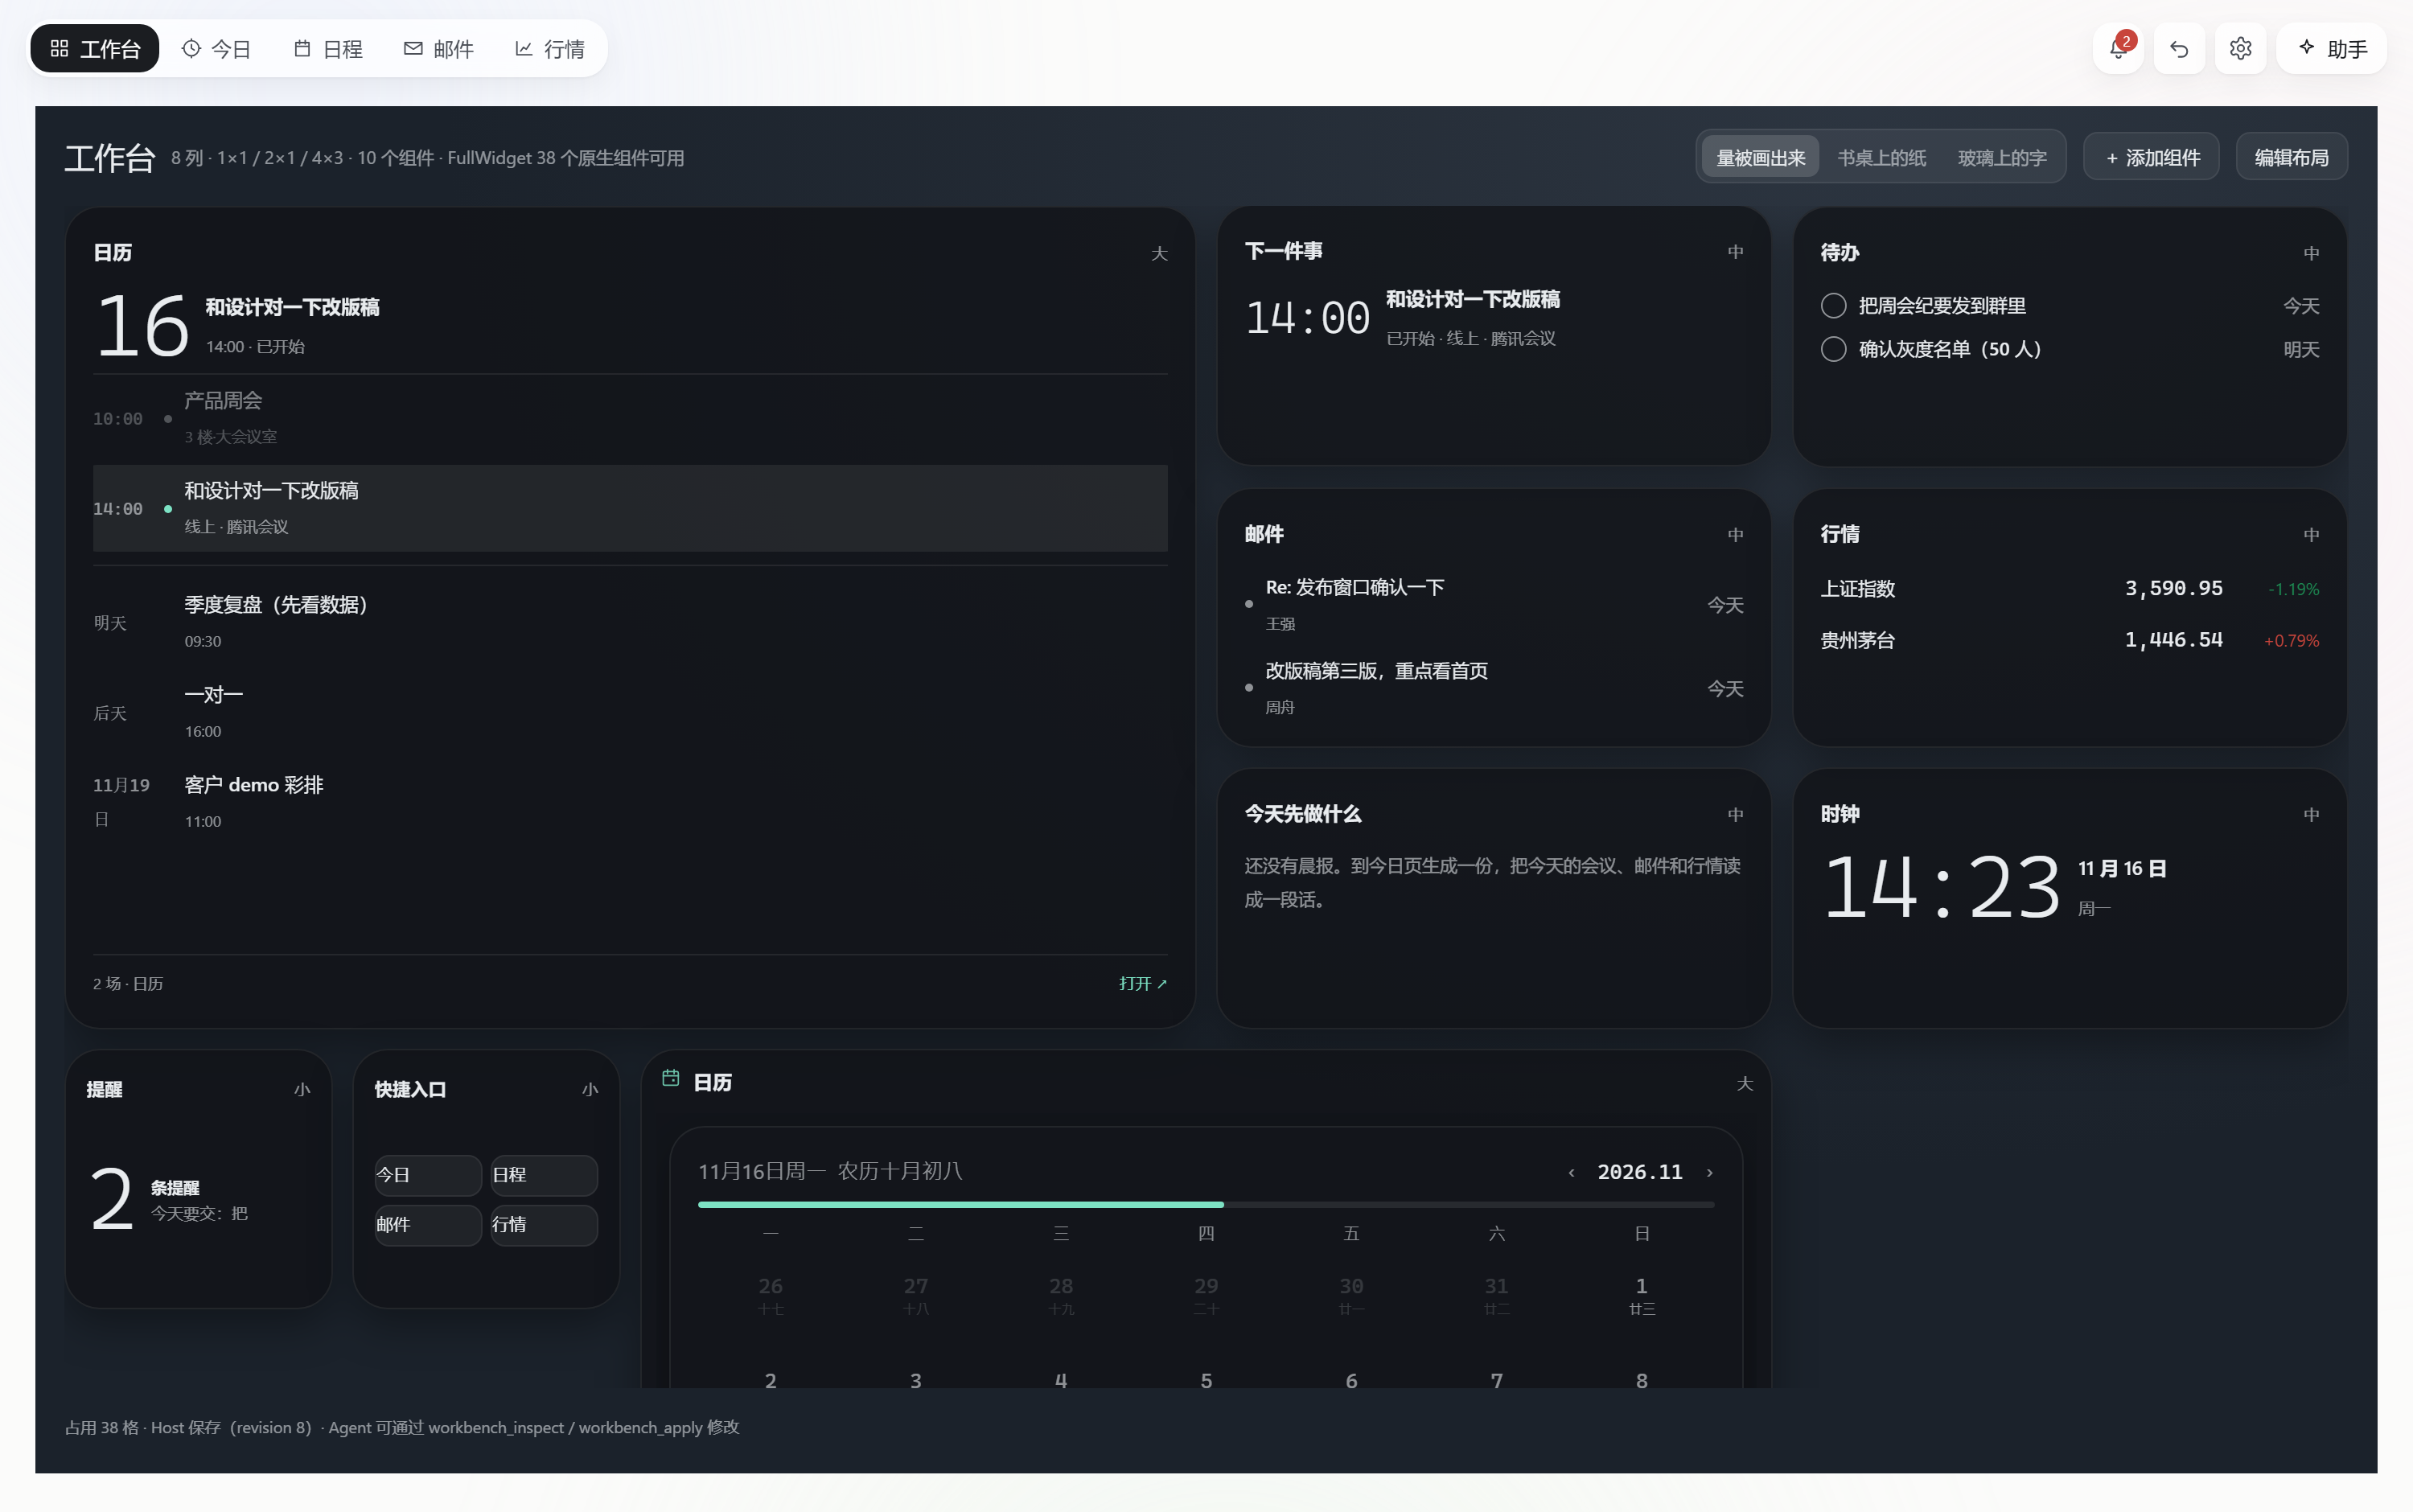 工作台
今日
日程
邮件
行情
2
助手
工作台
8 列 · 1×1 / 2×1 / 4×3 · 10 个组件 · FullWidget 38 个原生组件可用
量被画出来
书桌上的纸
玻璃上的字
+ 添加组件
编辑布局
日历
大
16
和设计对一下改版稿
14:00 · 已开始
10:00
产品周会
3 楼·大会议室
14:00
和设计对一下改版稿
线上 · 腾讯会议
明天
季度复盘（先看数据）
09:30
后天
一对一
16:00
11月19
日
客户 demo 彩排
11:00
2 场 · 日历
打开 ↗
下一件事
中
14:00
和设计对一下改版稿
已开始 · 线上 · 腾讯会议
待办
中
把周会纪要发到群里
今天
确认灰度名单（50 人）
明天
邮件
中
Re: 发布窗口确认一下
王强
今天
改版稿第三版，重点看首页
周舟
今天
行情
中
上证指数 3,590.95 -1.19%
贵州茅台 1,446.54 +0.79%
今天先做什么
中
还没有晨报。到今日页生成一份，把今天的会议、邮件和行情读
成一段话。
时钟
中
14:23
11 月 16 日
周一
提醒
小
2
条提醒
今天要交：把
快捷入口
小
今日
日程
邮件
行情
日历
大
11月16日周一 农历十月初八
‹ 2026.11 ›
一 二 三 四 五 六 日
26 27 28 29 30 31 1
十七 十八 十九 二十 廿一 廿二 廿三
2 3 4 5 6 7 8
占用 38 格 · Host 保存（revision 8）· Agent 可通过 workbench_inspect / workbench_apply 修改